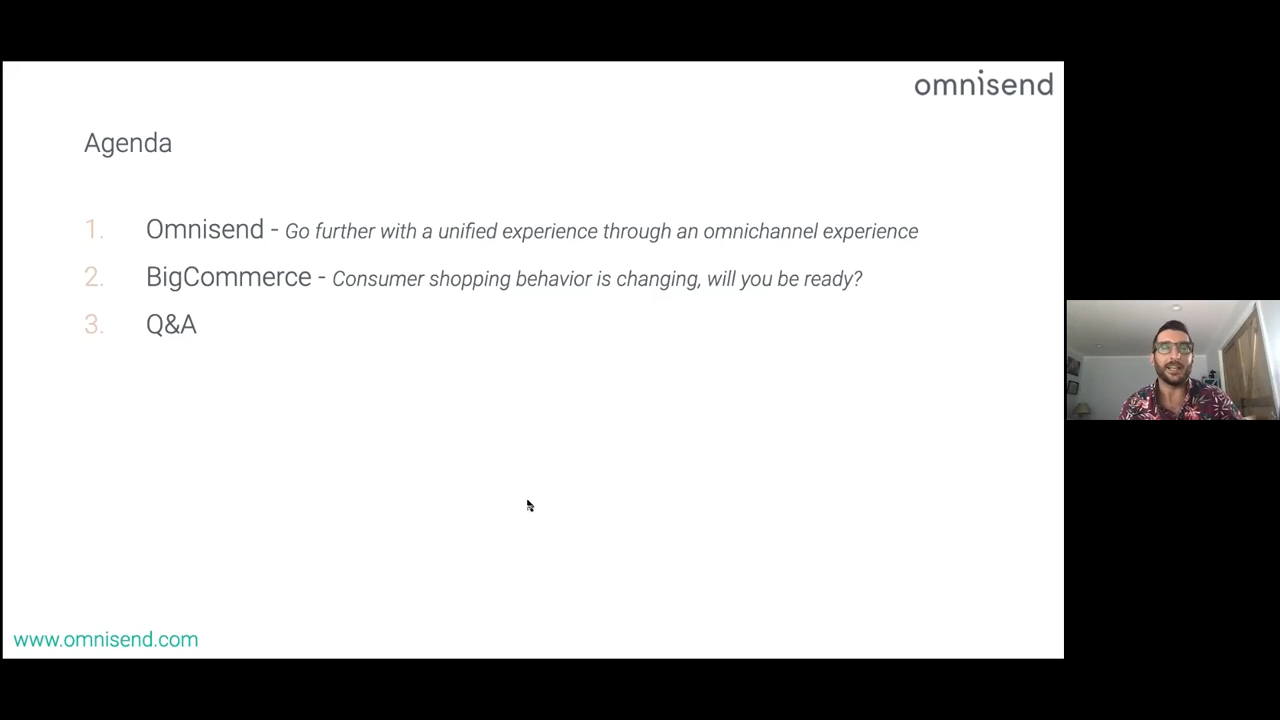 omnisend
Agenda
1. Omnisend - Go further with a unified experience through an omnichannel experience
2. BigCommerce - Consumer shopping behavior is changing, will you be ready?
3. Q&A
www.omnisend.com